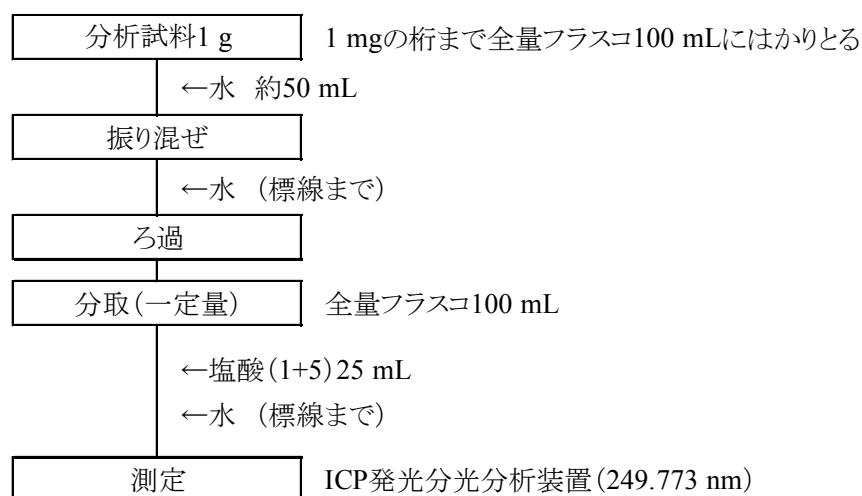 分析試料1 g 1 mgの桁まで全量フラスコ100 mLにはかりとる
←水 約50 mL
振り混ぜ
←水 (標線まで)
ろ過
分取(一定量) 全量フラスコ100 mL
←塩酸(1+5)25 mL
←水 (標線まで)
測定 ICP発光分光分析装置(249.773 nm)